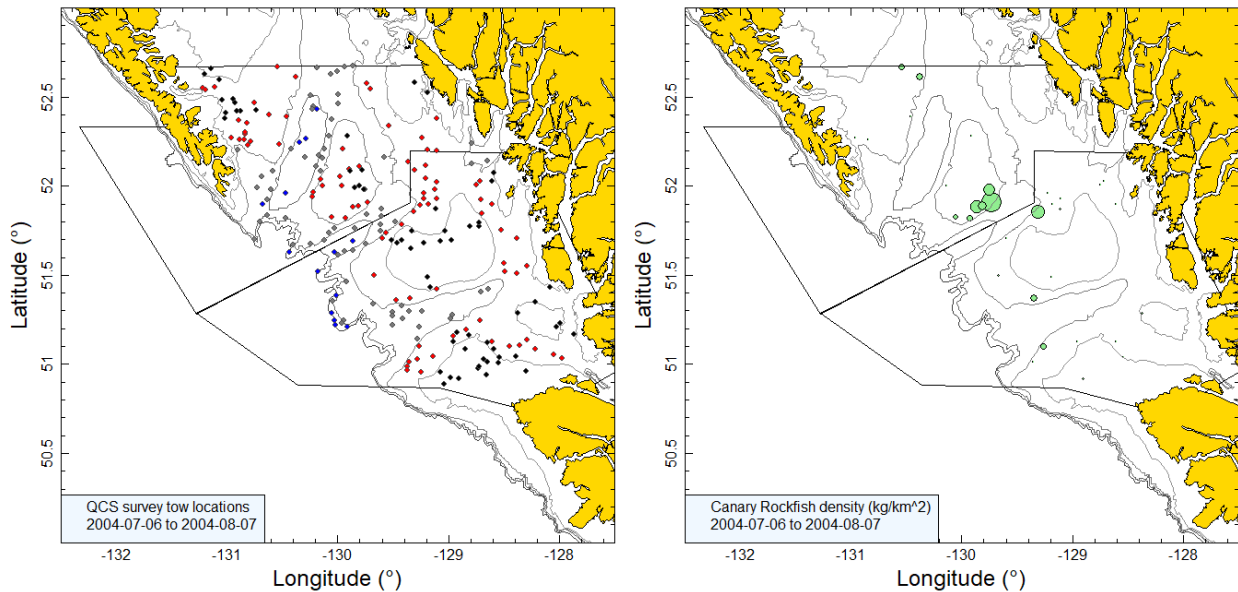 52.5
52
51.5
51
50.5
Latitude (°)
QCS survey tow locations
2004-07-06 to 2004-08-07
-132
-131
-130
-129
-128
Longitude (°)
52.5
52
51.5
51
50.5
Latitude (°)
Canary Rockfish density (kg/km^2)
2004-07-06 to 2004-08-07
-132
-131
-130
-129
-128
Longitude (°)